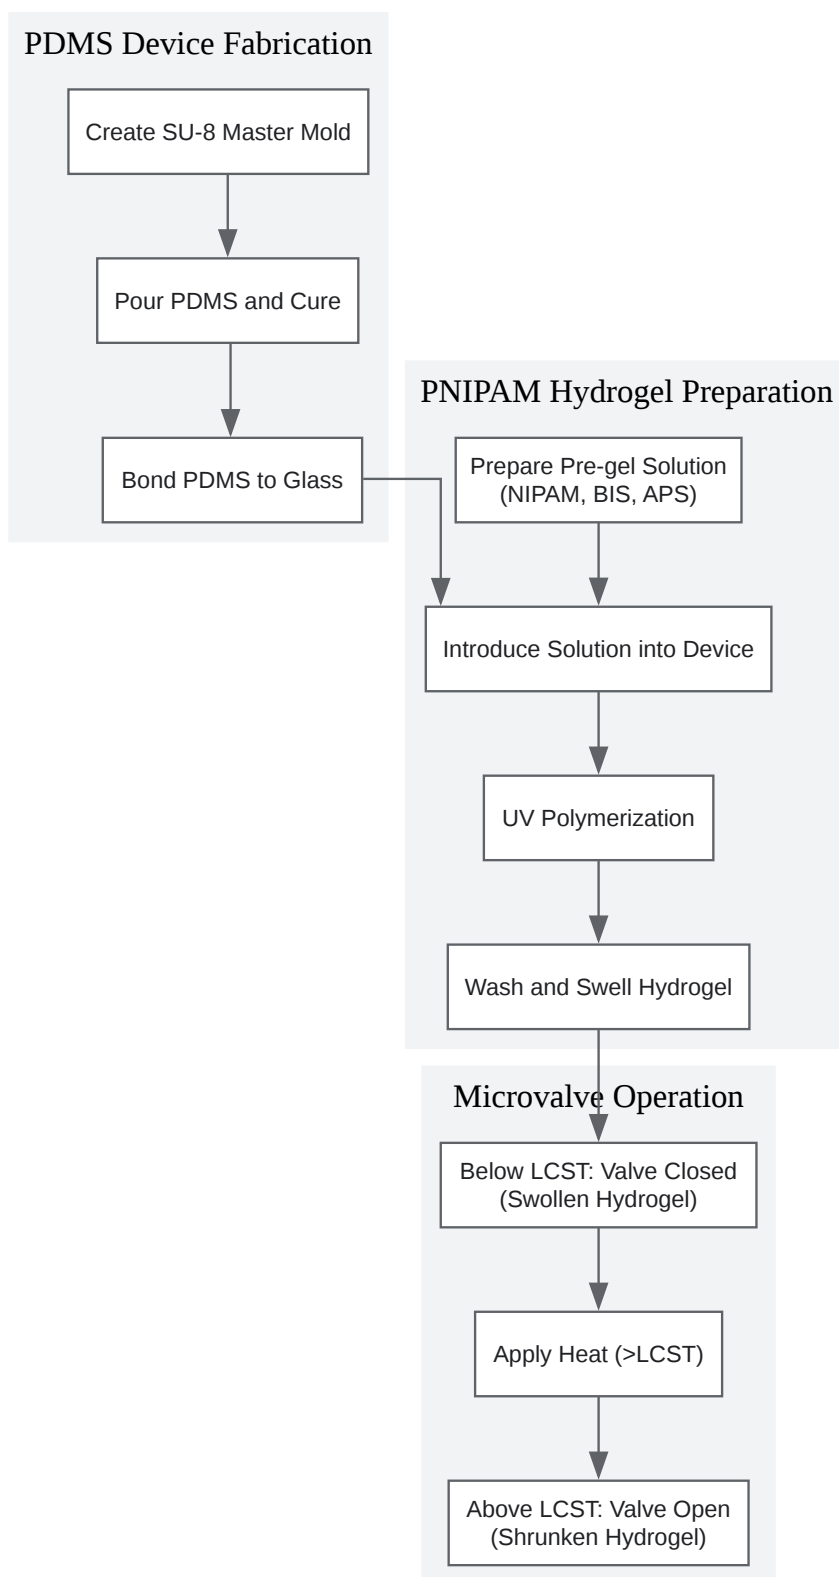 PDMS Device Fabrication
Create SU-8 Master Mold
Pour PDMS and Cure
Bond PDMS to Glass
PNIPAM Hydrogel Preparation
Prepare Pre-gel Solution
(NIPAM, BIS, APS)
Introduce Solution into Device
UV Polymerization
Wash and Swell Hydrogel
Microvalve Operation
Below LCST: Valve Closed
(Swollen Hydrogel)
Apply Heat (>LCST)
Above LCST: Valve Open
(Shrunken Hydrogel)